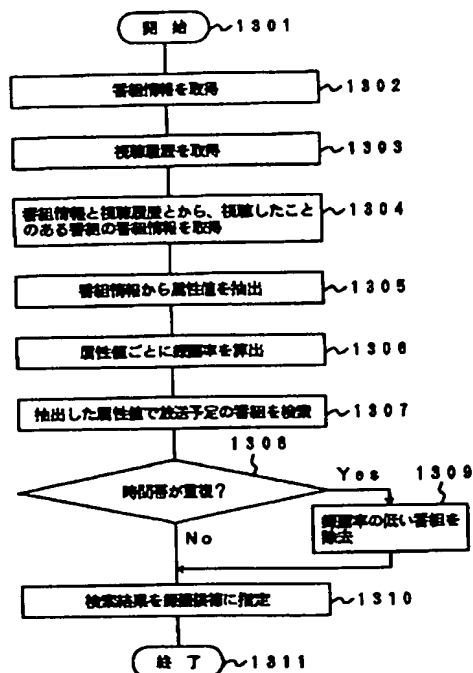 開 始
1301
番組情報を取得
1302
視聴履歴を取得
1303
番組情報と視聴履歴とから、視聴したこと
のある番組の番組情報を取得
1304
番組情報から属性値を抽出
1305
属性値ごとに録画率を算出
1306
抽出した属性値で放送予定の番組を検索
1307
1308
時間帯が重複?
Yes
1309
録画率の低い番組を
除去
No
検索結果を録画候補に指定
1310
終 了
1311